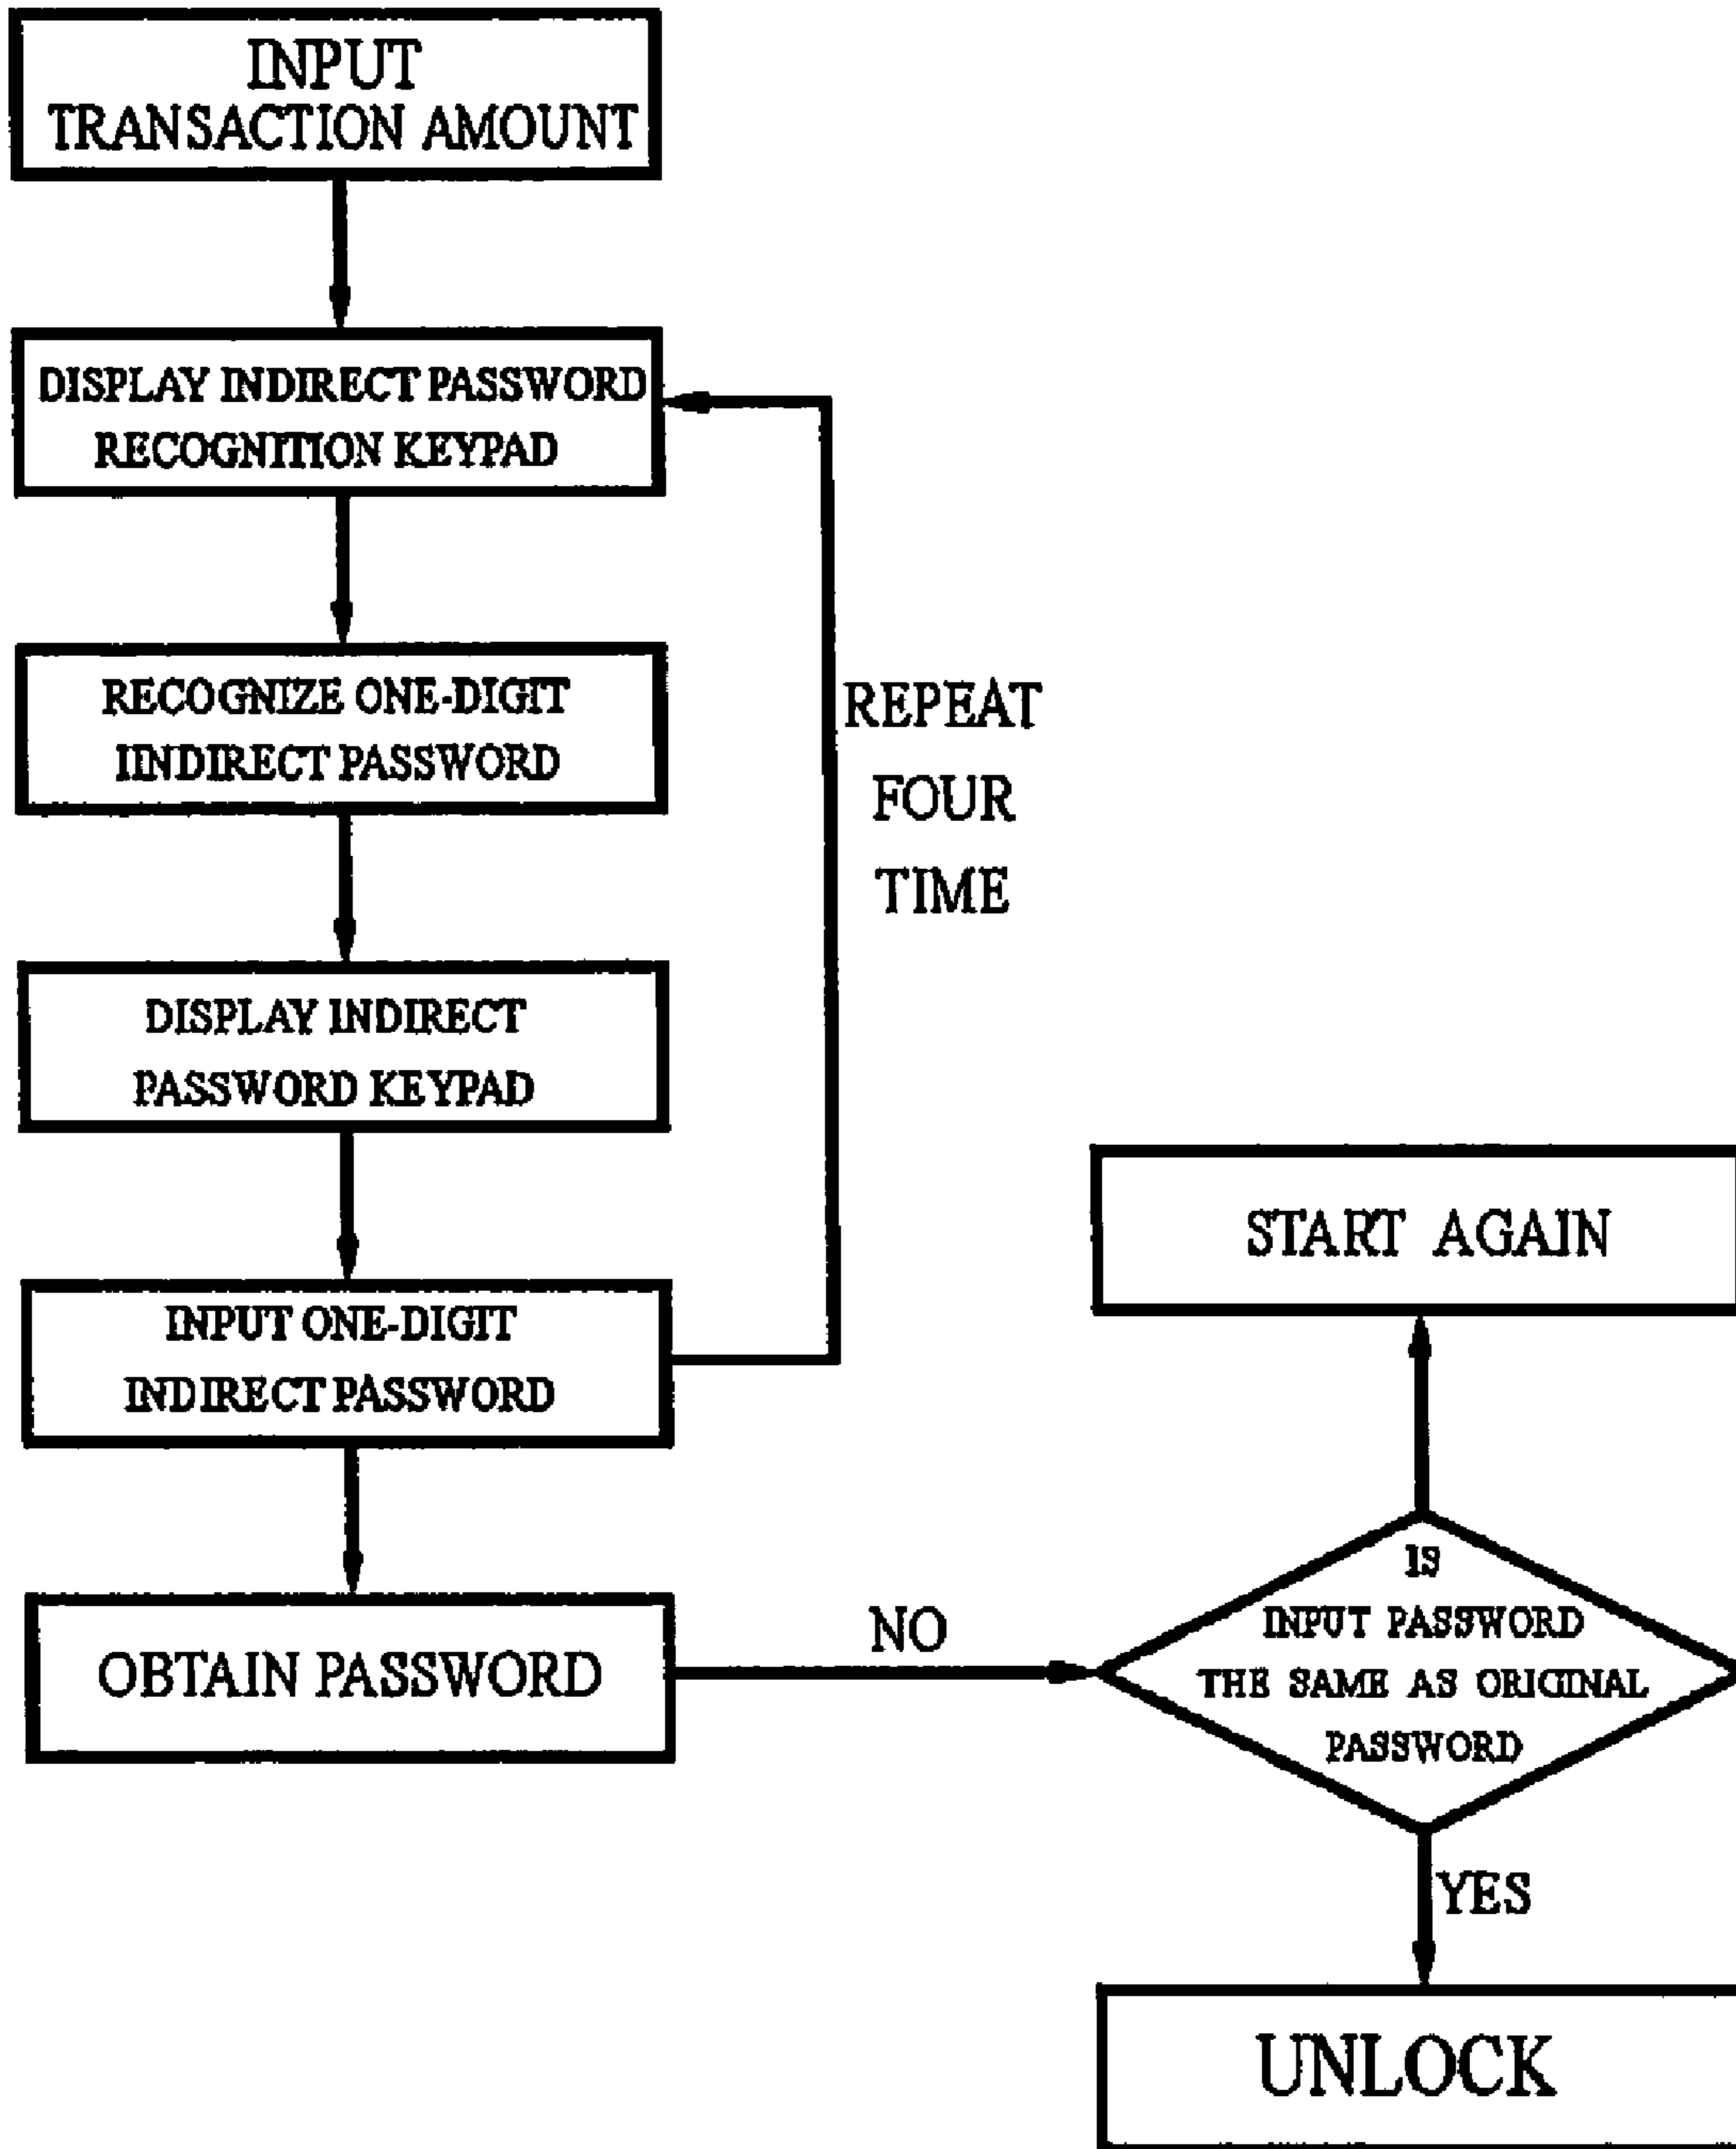 INPUT
TRANSACTION AMOUNT
DISPLAY INDIRECT PASSWORD
RECOGNITION KEYPAD
RECOGNIZE ONE-DIGIT
IINDIRECT PASSWORD
DISPLAY INDIRECT
PASSWORD KEYPAD
INPUT ONE-DIGIT
INDIRECT PASSWORD
REPEAT
FOUR
TIME
OBTAIN PASSWORD
NO
START AGAIN
IS
INPUT PASSWORD
THE SAME AS ORIGINAL
PASSWORD
YES
UNLOCK